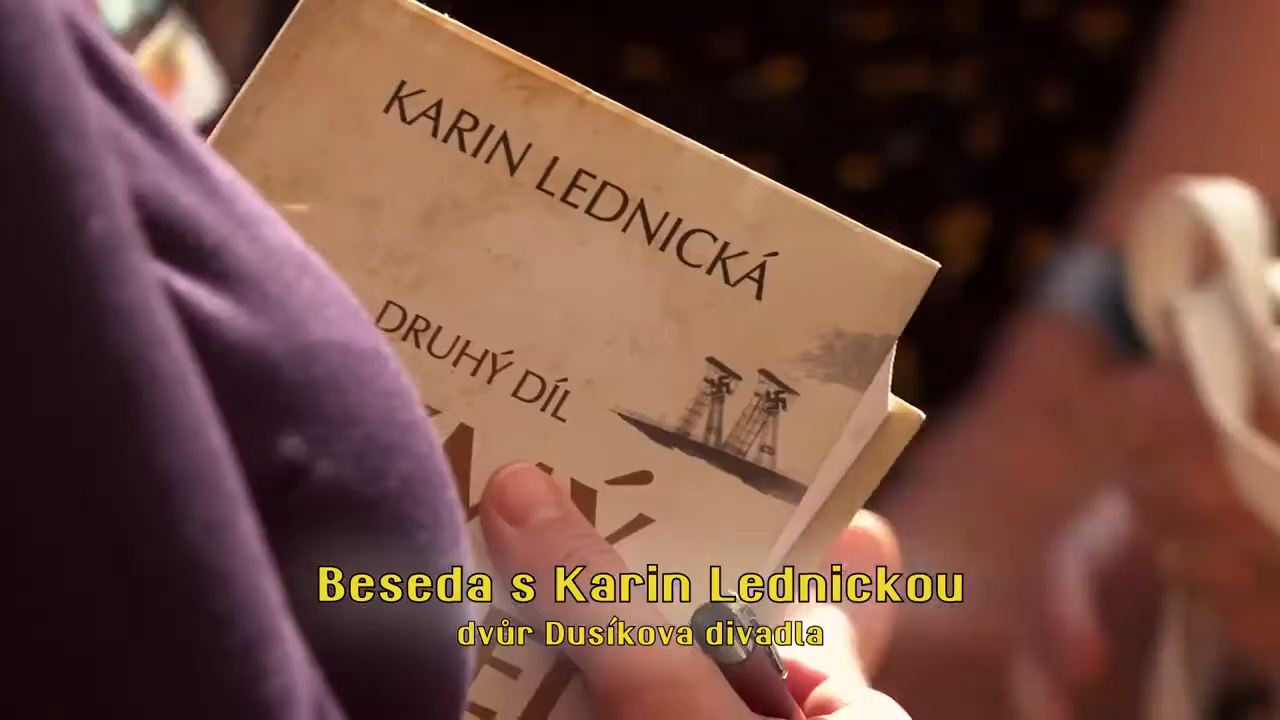 KARIN LEDNICKÁ
DRUHÝ DÍL
Beseda s Karin Lednickou
dvůr Dusíkova divadla